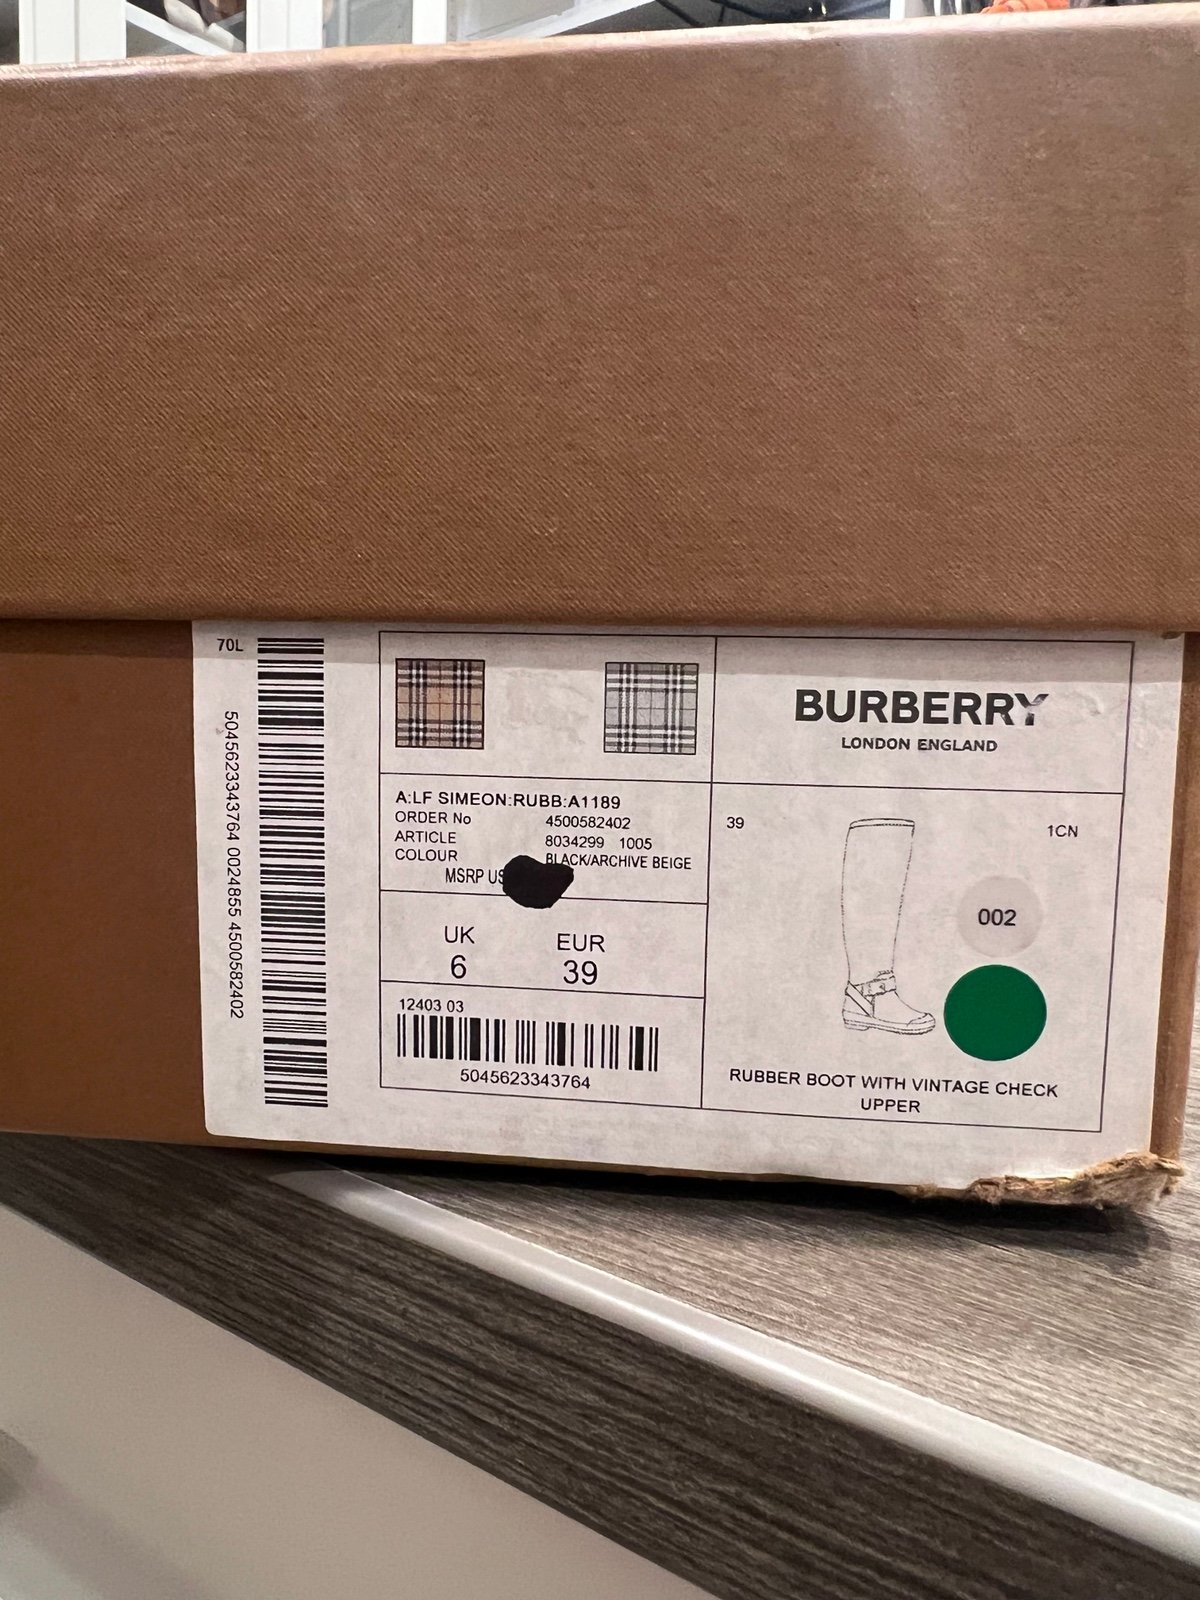 70L
5045623343764 0024855 4500582402
A:LF SIMEON:RUBB:A1189
ORDER No 4500582402
ARTICLE 8034299 1005
COLOUR BLACK/ARCHIVE BEIGE
MSRP US
UK EUR
6 39
12403 03
5045623343764
BURBERRY
LONDON ENGLAND
39 1CN
002
RUBBER BOOT WITH VINTAGE CHECK
UPPER